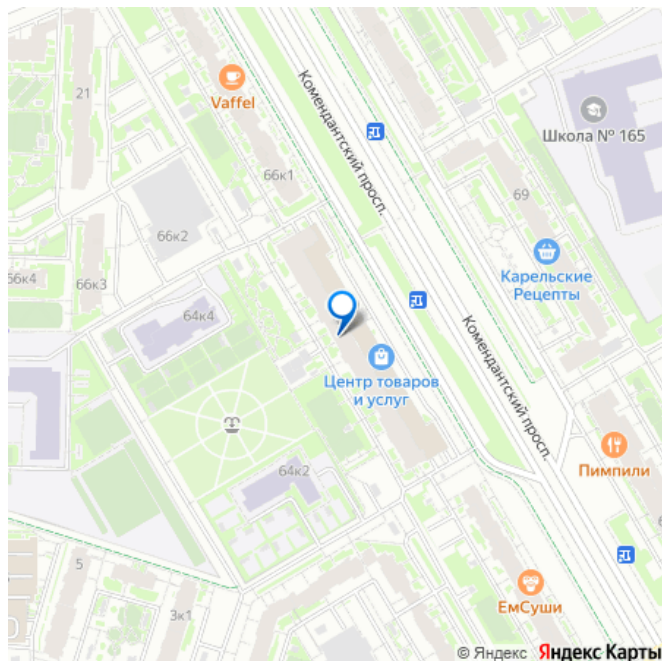 21
Vaffel
Комендантский просп.
Школа № 165
66к1
69
66к2
66к4
66к3
Карельские
Рецепты
64к4
Центр товаров
и услуг
Комендантский просп.
64к2
Пимпили
5
3к1
ЕмСуши
© Яндекс Яндекс Карты